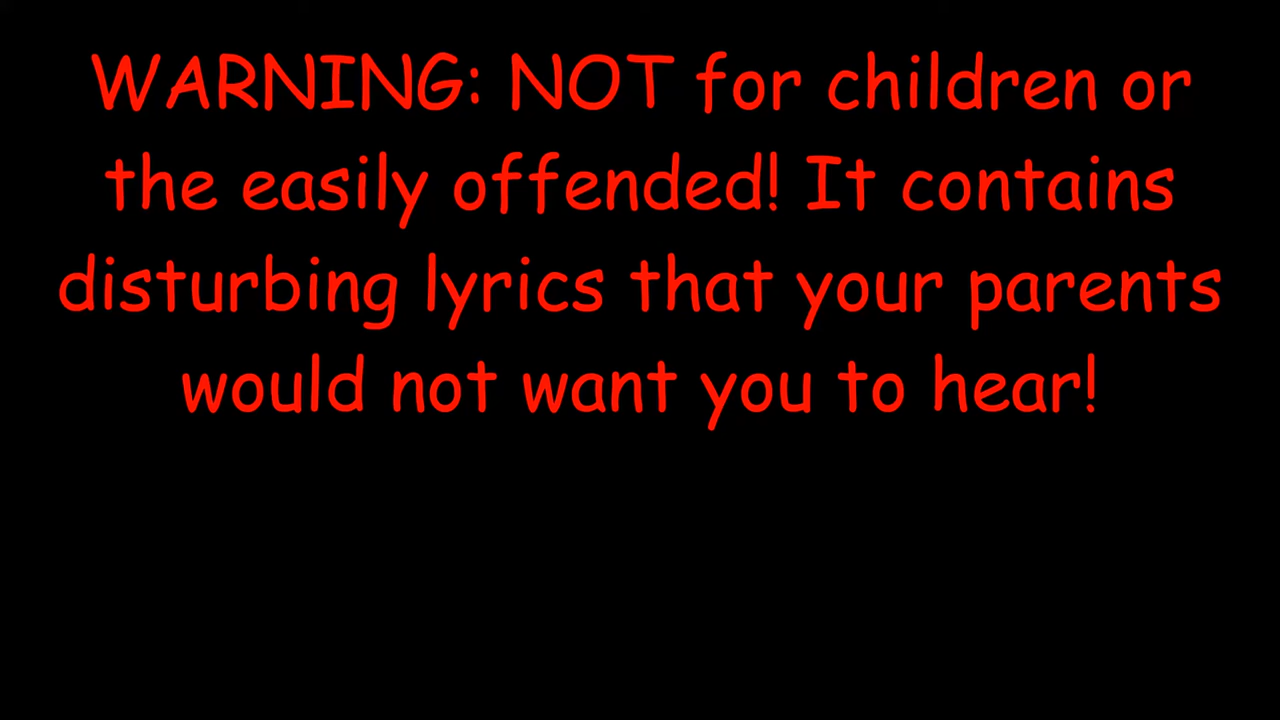 WARNING: NOT for children or
the easily offended! It contains
disturbing lyrics that your parents
would not want you to hear!